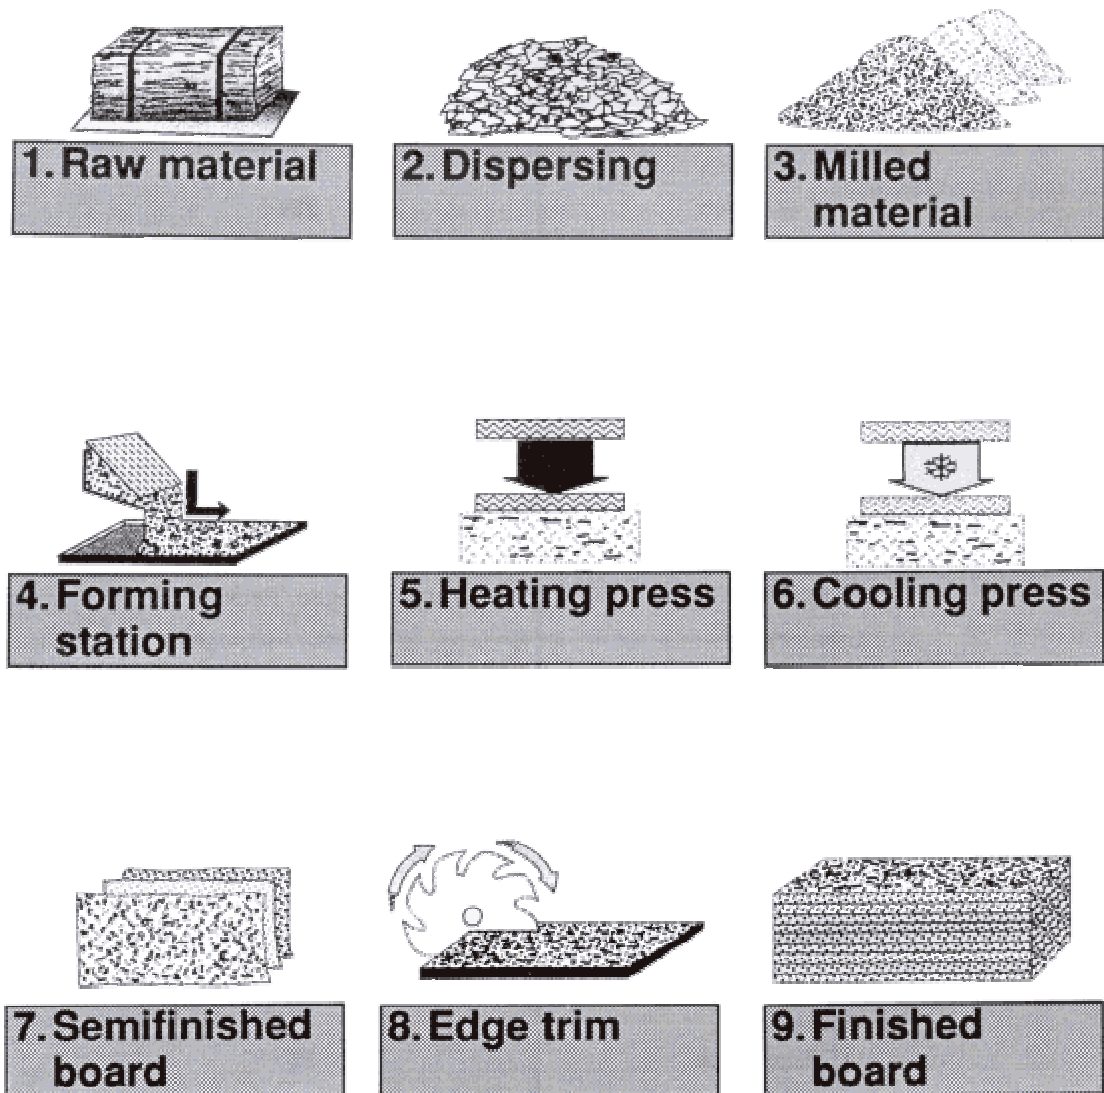 1. Raw material
2. Dispersing
3. Milled
material
4. Forming
station
5. Heating press
6. Cooling press
7. Semifinished
board
8. Edge trim
9. Finished
board